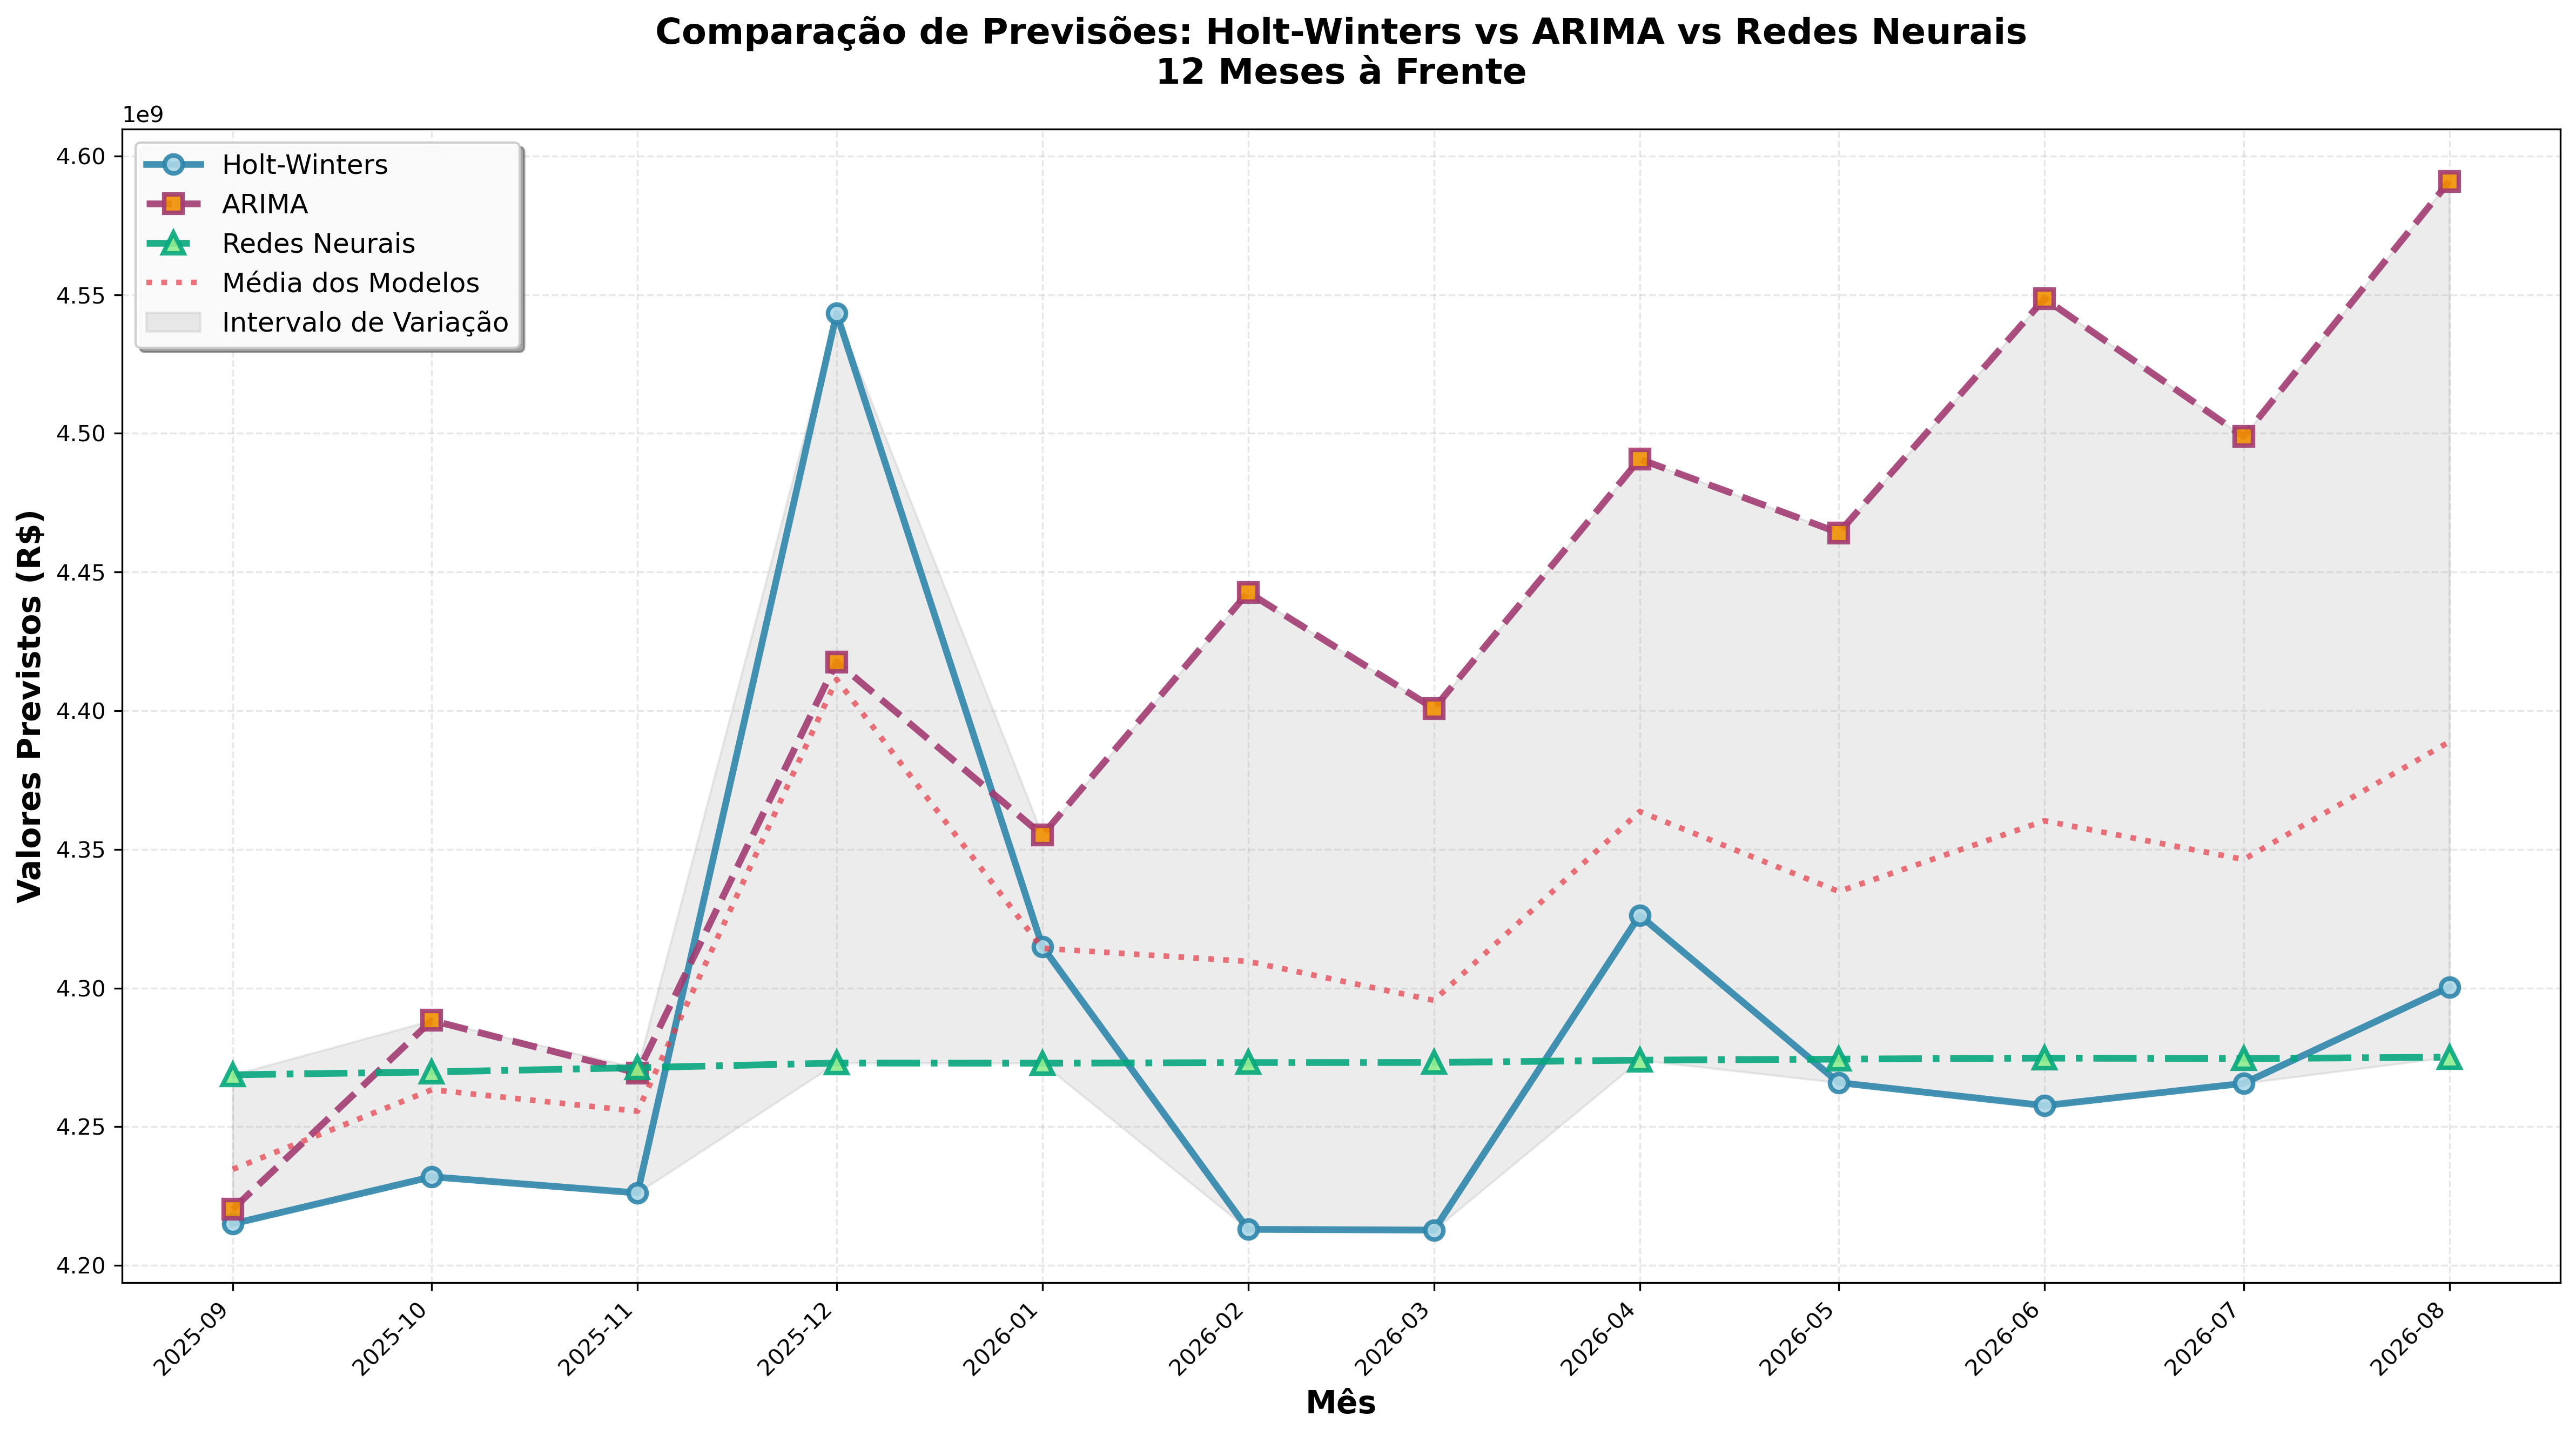 Comparação de Previsões: Holt-Winters vs ARIMA vs Redes Neurais
12 Meses à Frente
1e9
Holt-Winters
ARIMA
Redes Neurais
Média dos Modelos
Intervalo de Variação
4.60
4.55
4.50
4.45
4.40
4.35
4.30
4.25
4.20
Valores Previstos (R$)
2025-09
2025-10
2025-11
2025-12
2026-01
2026-02
2026-03
2026-04
2026-05
2026-06
2026-07
2026-08
Mês